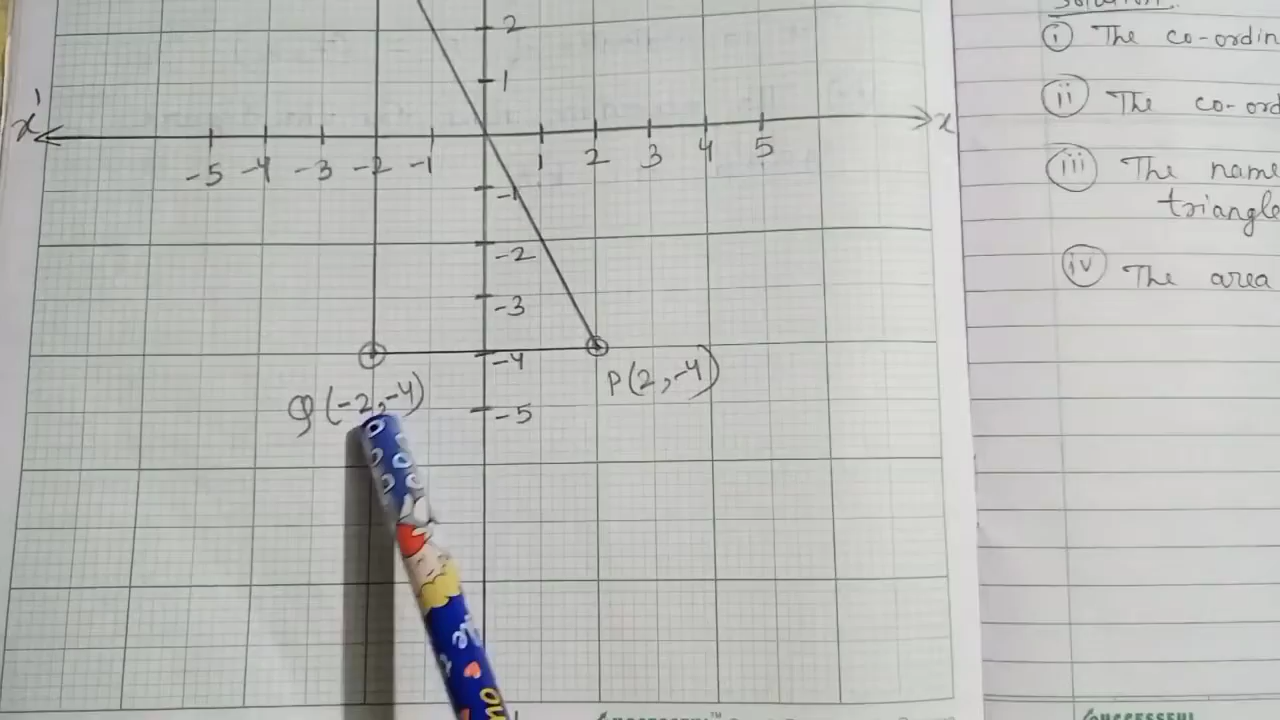 2
1
x'
x
-5 -4 -3 -2 -1 1 2 3 4 5
-1
-2
-3
-4
-5
P(2,-4)
Q(-2,-4)
i The co-ordin
ii The co-ord
iii The name
triangle
iv The area